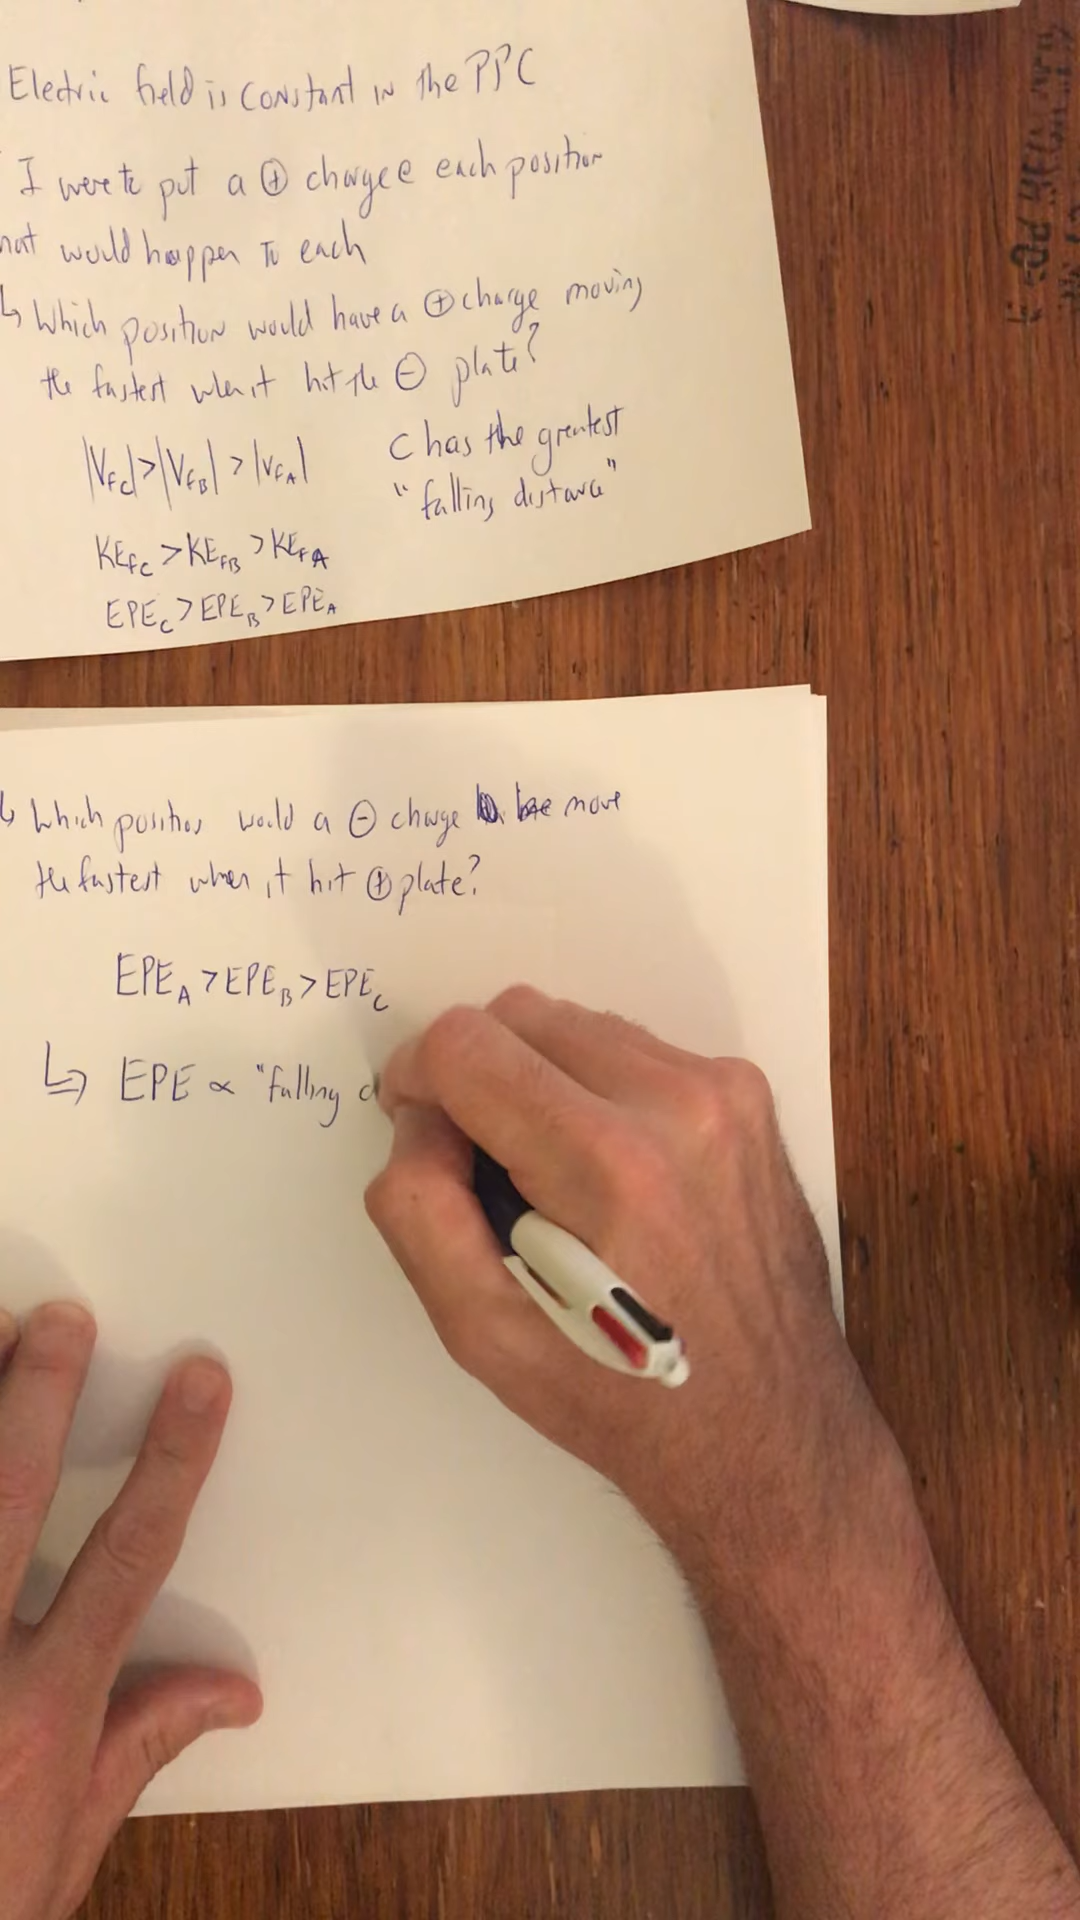 Electric field is constant in the PPC
I were to put a ⊕ charge @ each position
would happen to each
↳ Which position would have a ⊕ charge moving
the fastest when it hit the ⊖ plate?
|V_FC| > |V_FB| > |V_FA|
C has the greatest
"falling distance"
KE_FC > KE_FB > KE_FA
EPE_C > EPE_B > EPE_A
↳ Which position would a ⊖ charge move
the fastest when it hit ⊕ plate?
EPE_A > EPE_B > EPE_C
↳ EPE ∝ "falling d